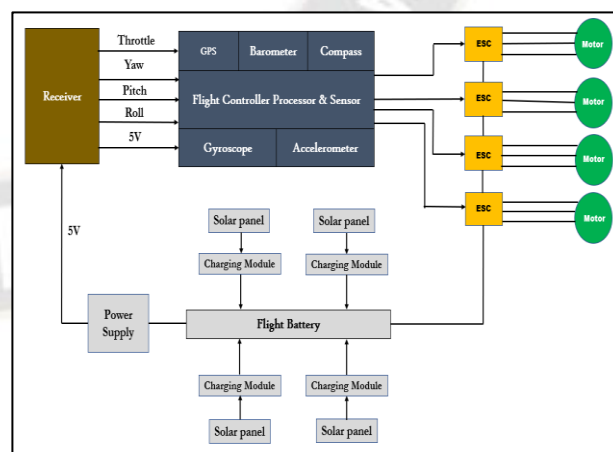 Throttle
Yaw
Pitch
Roll
5V
Receiver
GPS
Barometer
Compass
Flight Controller Processor & Sensor
Gyroscope
Accelerometer
ESC
Motor
ESC
Motor
ESC
Motor
ESC
Motor
5V
Solar panel
Solar panel
Charging Module
Charging Module
Power
Supply
Flight Battery
Charging Module
Charging Module
Solar panel
Solar panel